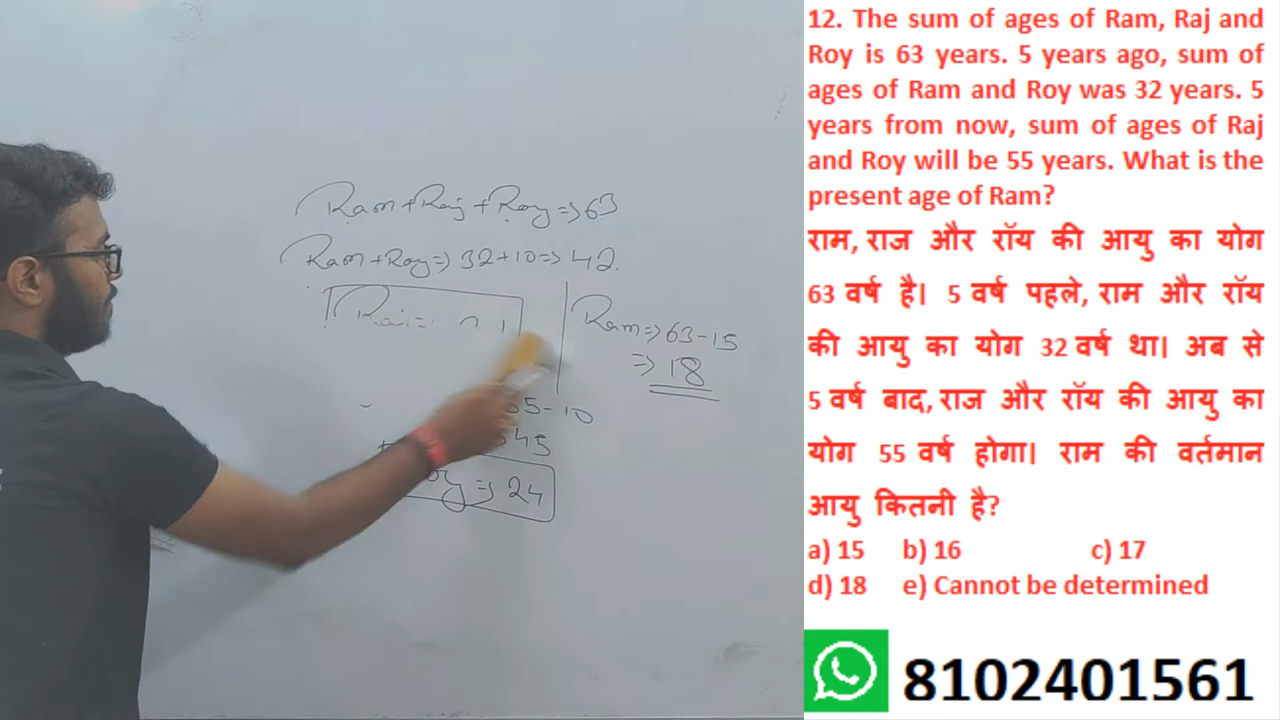 Ram + Raj + Roy => 63
Ram + Roy => 32 + 10 => 42.
Ram => 63 - 15
=> 18
- 10
45
=> 24
12. The sum of ages of Ram, Raj and
Roy is 63 years. 5 years ago, sum of
ages of Ram and Roy was 32 years. 5
years from now, sum of ages of Raj
and Roy will be 55 years. What is the
present age of Ram?
राम, राज और रॉय की आयु का योग
63 वर्ष है। 5 वर्ष पहले, राम और रॉय
की आयु का योग 32 वर्ष था। अब से
5 वर्ष बाद, राज और रॉय की आयु का
योग 55 वर्ष होगा। राम की वर्तमान
आयु कितनी है?
a) 15 b) 16 c) 17
d) 18 e) Cannot be determined
8102401561